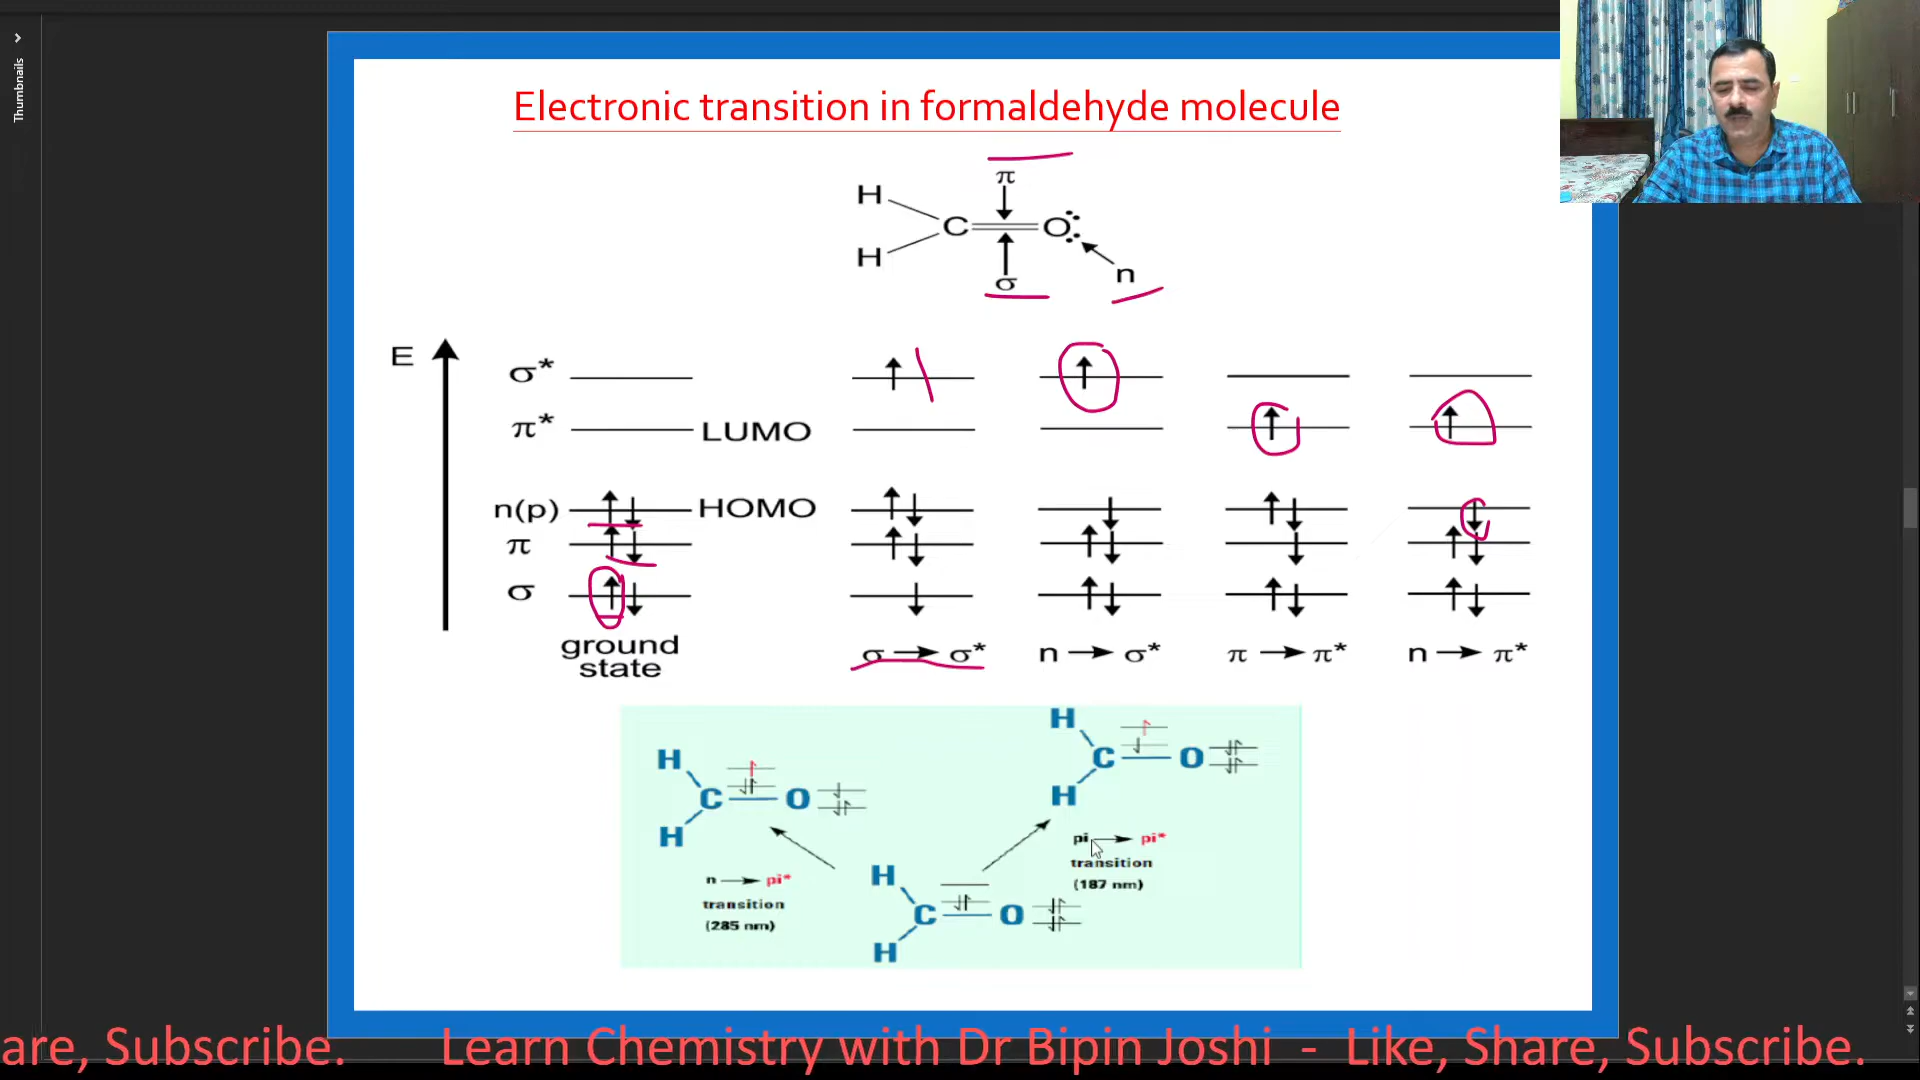 Thumbnails
Electronic transition in formaldehyde molecule
π
H
C O
H
n
σ
E
σ*
π* LUMO
n(p) HOMO
π
σ
ground
state
σ → σ* n → σ* π → π* n → π*
H
C O
H
pi → pi*
transition
(187 nm)
H
C O
H
n → pi*
transition
(285 nm)
H
C O
H
are, Subscribe. Learn Chemistry with Dr Bipin Joshi - Like, Share, Subscribe.